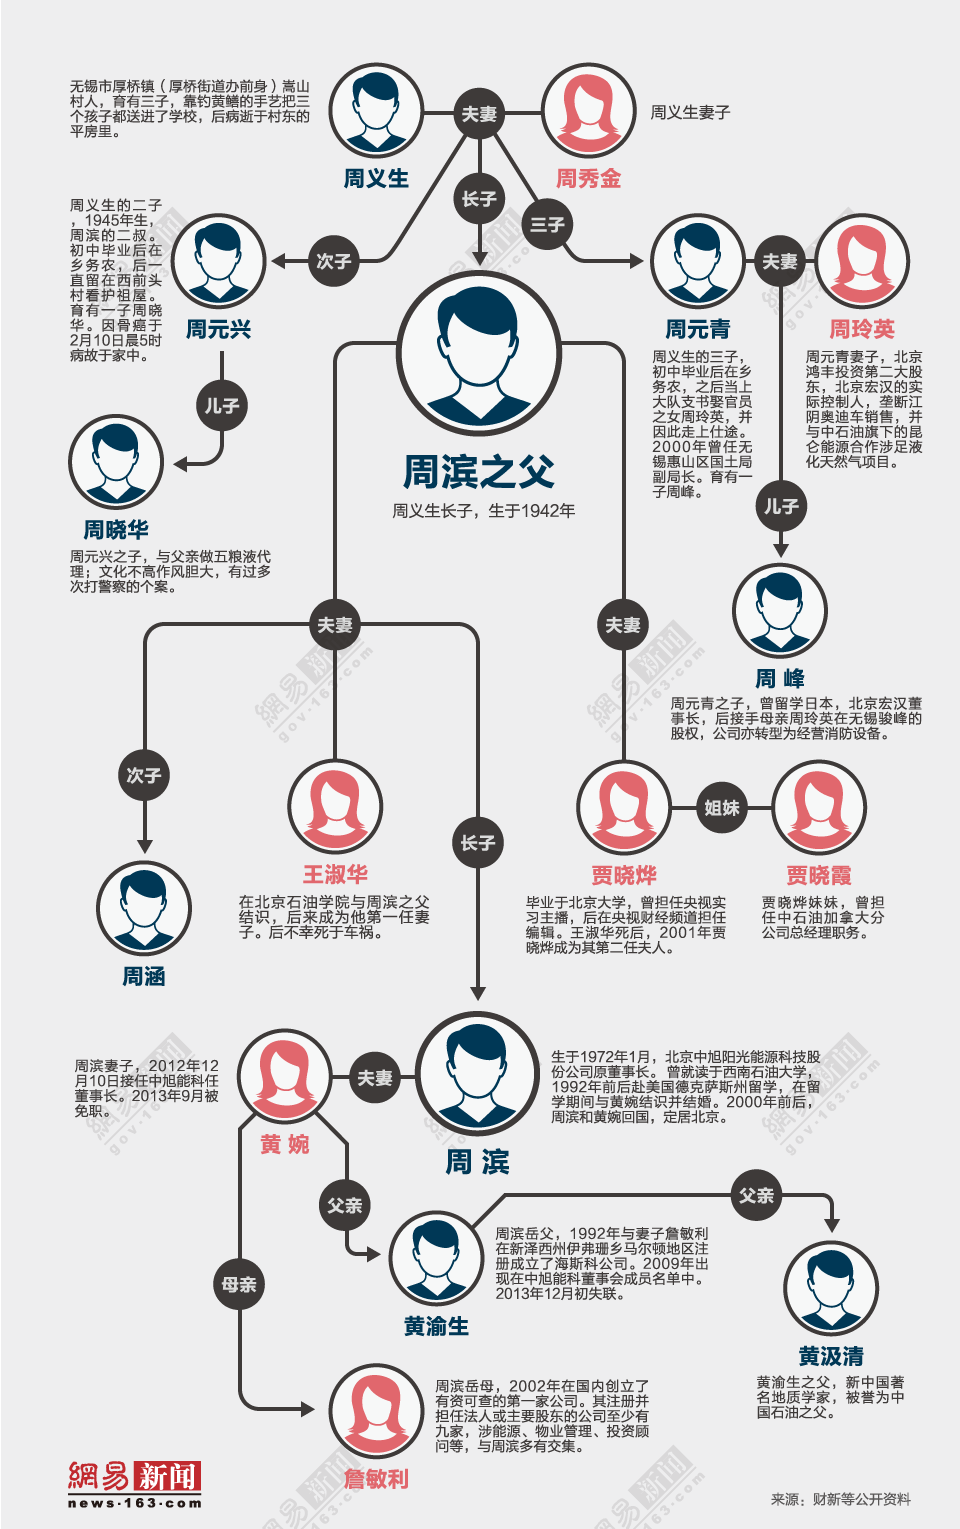 无锡市厚桥镇（厚桥街道办前身）嵩山
村人，育有三子，靠钓黄鳝的手艺把三
个孩子都送进了学校，后病逝于村东的
平房里。
夫妻
周义生妻子
周义生
周秀金
长子
三子
次子
周义生的二子
，1945年生，
周滨的二叔。
初中毕业后在
乡务农，后一
直留在西前头
村看护祖屋。
育有一子周晓
华。因骨癌于
2月10日晨5时
病故于家中。
周元兴
儿子
周晓华
周元兴之子，与父亲做五粮液代
理；文化不高作风胆大，有过多
次打警察的个案。
周滨之父
周义生长子，生于1942年
夫妻
周元青
周玲英
周义生的三子，
初中毕业后在乡
务农，之后当上
大队支书娶官员
之女周玲英，并
因此走上仕途。
2000年曾任无
锡惠山区国土局
副局长。育有一
子周峰。
周元青妻子，北京
鸿丰投资第二大股
东，北京宏汉的实
际控制人，垄断江
阴奥迪车销售，并
与中石油旗下的昆
仑能源合作涉足液
化天然气项目。
儿子
周 峰
周元青之子，曾留学日本，北京宏汉董
事长，后接手母亲周玲英在无锡骏峰的
股权，公司亦转型为经营消防设备。
夫妻
夫妻
次子
周涵
王淑华
在北京石油学院与周滨之父
结识，后来成为他第一任妻
子。后不幸死于车祸。
长子
姐妹
贾晓烨
贾晓霞
毕业于北京大学，曾担任央视实
习主播，后在央视财经频道担任
编辑。王淑华死后，2001年贾
晓烨成为其第二任夫人。
贾晓烨妹妹，曾担
任中石油加拿大分
公司总经理职务。
周滨妻子，2012年12
月10日接任中旭能科任
董事长。2013年9月被
免职。
夫妻
黄 婉
周 滨
生于1972年1月，北京中旭阳光能源科技股
份公司原董事长。 曾就读于西南石油大学，
1992年前后赴美国德克萨斯州留学，在留
学期间与黄婉结识并结婚。2000年前后，
周滨和黄婉回国，定居北京。
父亲
父亲
母亲
黄渝生
周滨岳父，1992年与妻子詹敏利
在新泽西州伊弗珊乡马尔顿地区注
册成立了海斯科公司。2009年出
现在中旭能科董事会成员名单中。
2013年12月初失联。
黄汲清
黄渝生之父，新中国著
名地质学家，被誉为中
国石油之父。
詹敏利
周滨岳母，2002年在国内创立了
有资可查的第一家公司。其注册并
担任法人或主要股东的公司至少有
九家，涉能源、物业管理、投资顾
问等，与周滨多有交集。
網易新闻
news·163·com
来源：财新等公开资料